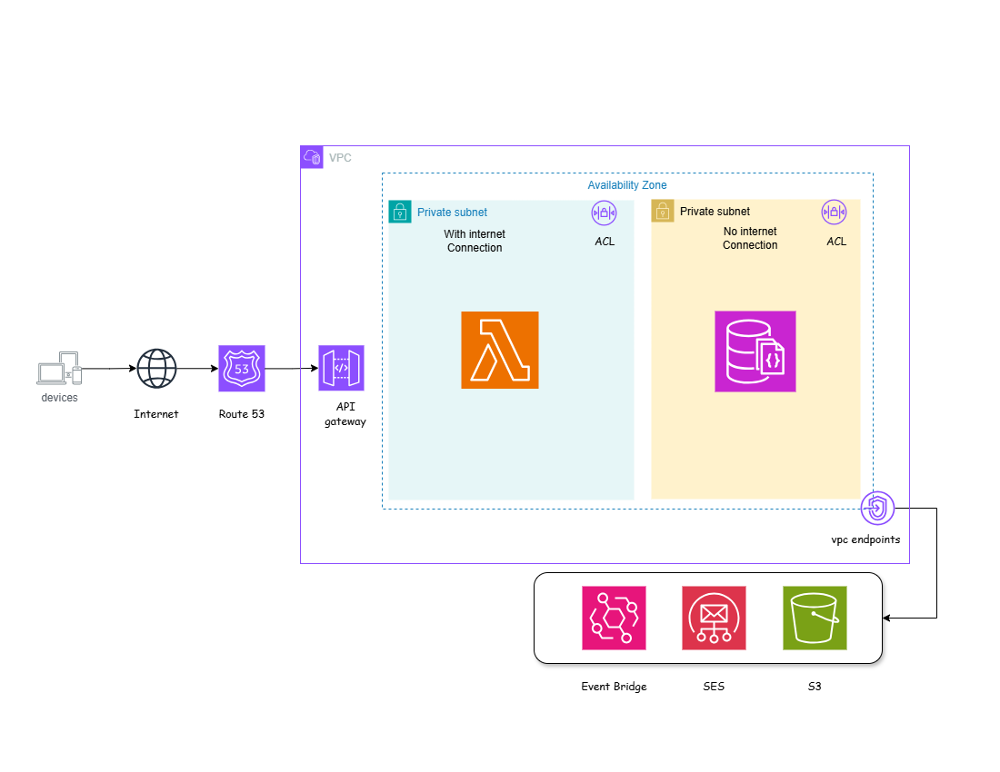 VPC
Availability Zone
Private subnet
With internet
Connection
ACL
Private subnet
No internet
Connection
ACL
devices
Internet
53
Route 53
</>
API
gateway
{}
vpc endpoints
Event Bridge
SES
S3